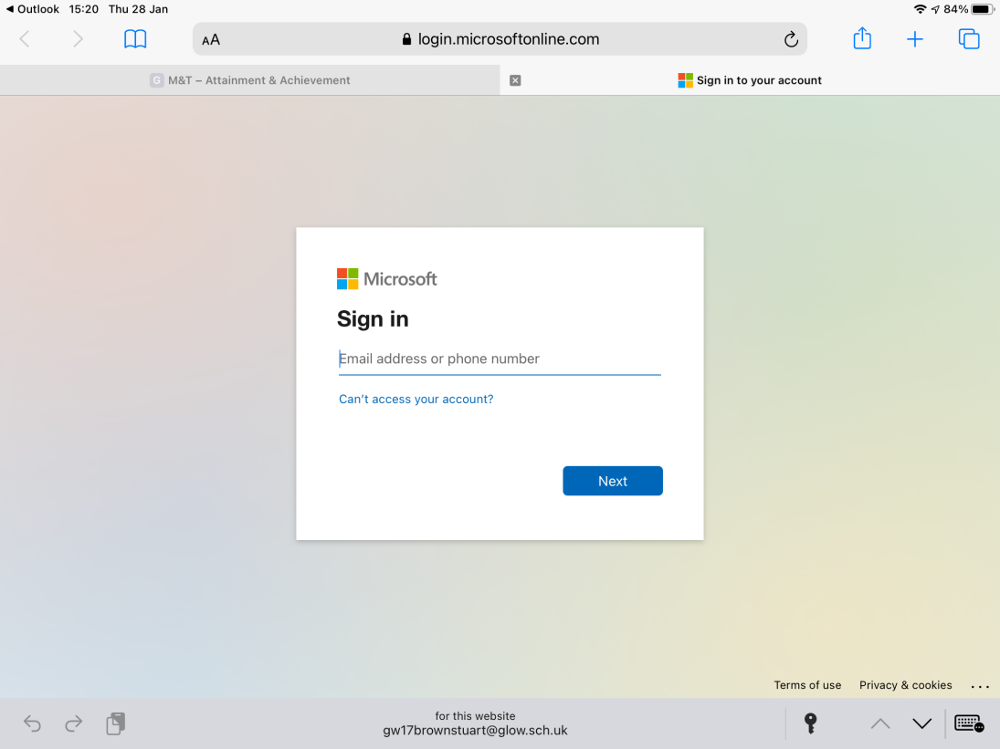 Outlook 15:20 Thu 28 Jan 84%
AA login.microsoftonline.com
G M&T – Attainment & Achievement Sign in to your account
Microsoft
Sign in
Email address or phone number
Can't access your account?
Next
Terms of use Privacy & cookies ...
for this website
gw17brownstuart@glow.sch.uk